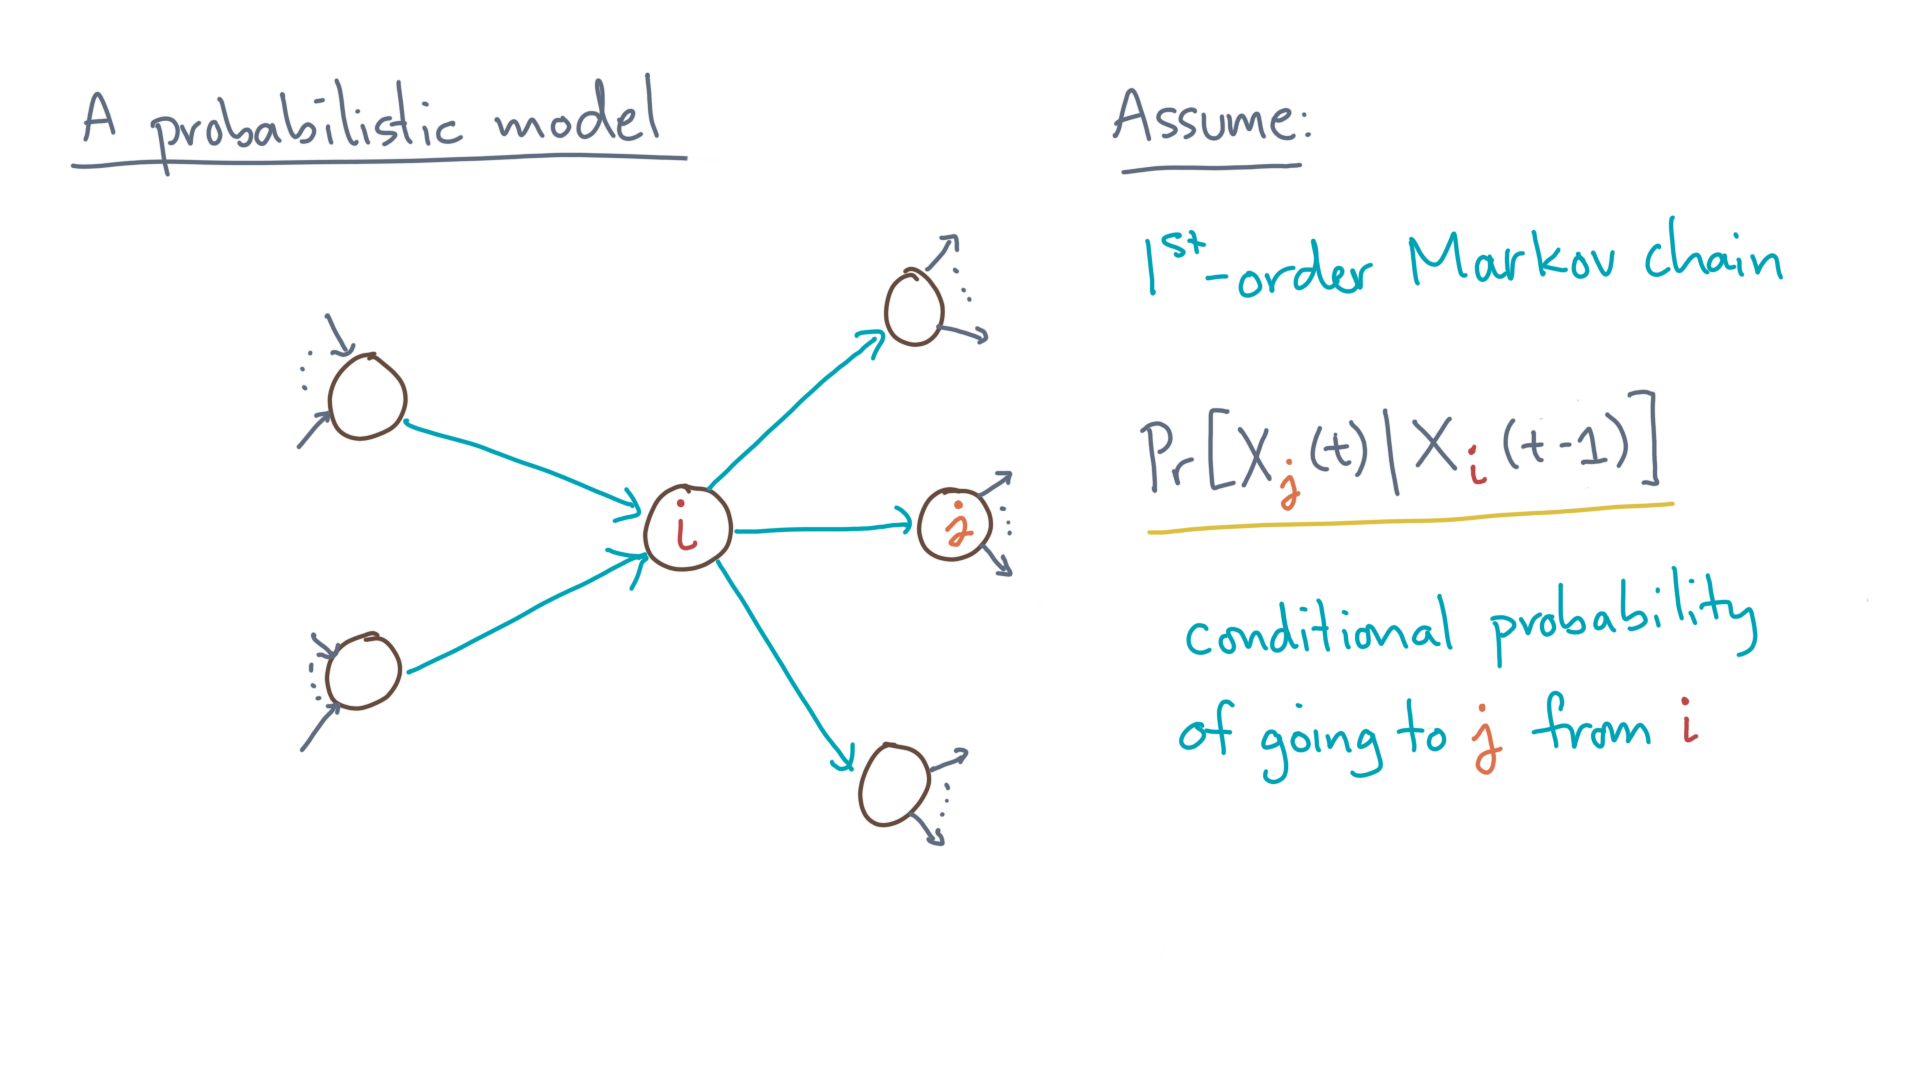 A probabilistic model
Assume:
1st-order Markov chain
i
j
Pr[Xj(t)|Xi(t-1)]
conditional probability
of going to j from i